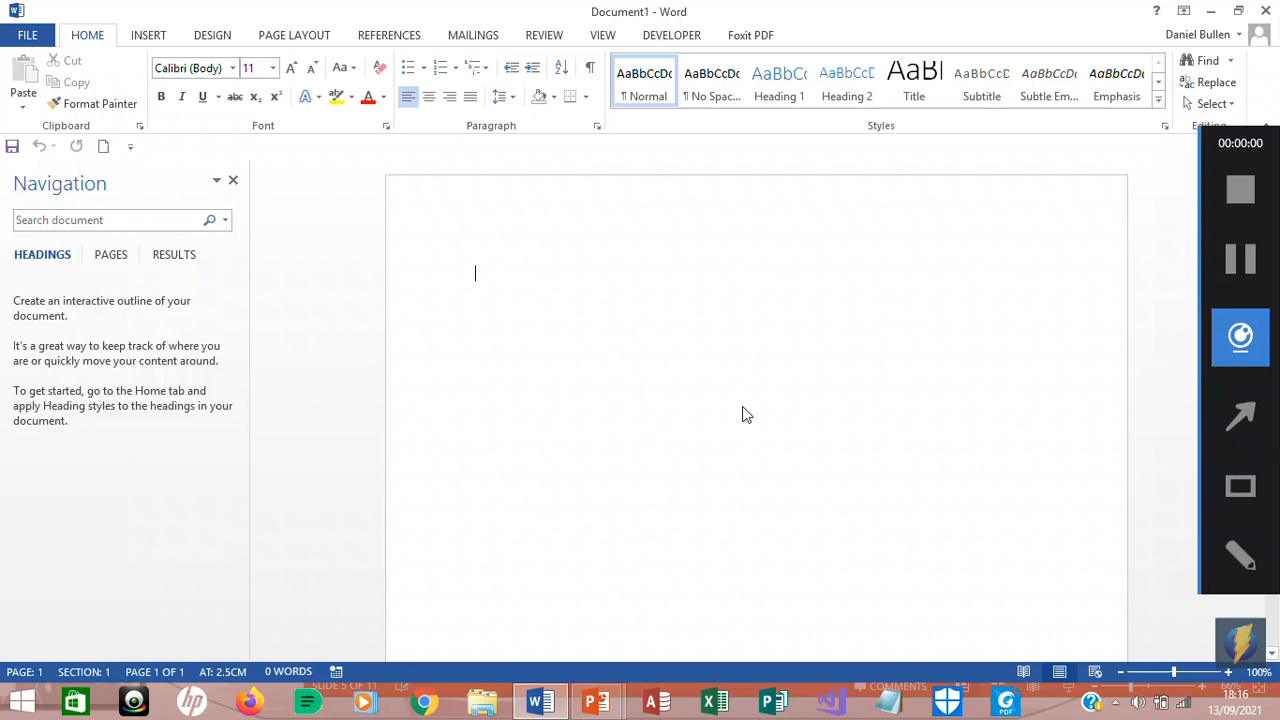 Document1 - Word
FILE HOME INSERT DESIGN PAGE LAYOUT REFERENCES MAILINGS REVIEW VIEW DEVELOPER Foxit PDF Daniel Bullen
Paste
Cut
Copy
Format Painter
Clipboard
Calibri (Body) 11
Font
Paragraph
AaBbCcDc AaBbCcDc AaBbCc AaBbCcD AaBl AaBbCcD AaBbCcDc AaBbCcDc
¶ Normal ¶ No Spac... Heading 1 Heading 2 Title Subtitle Subtle Em... Emphasis
Styles
Find
Replace
Select
Editing
00:00:00
Navigation
Search document
HEADINGS PAGES RESULTS
Create an interactive outline of your
document.
It's a great way to keep track of where you
are or quickly move your content around.
To get started, go to the Home tab and
apply Heading styles to the headings in your
document.
PAGE: 1 SECTION: 1 PAGE 1 OF 1 AT: 2.5CM 0 WORDS 100%
SLIDE 5 OF 11 COMMENTS
18:16
13/09/2021